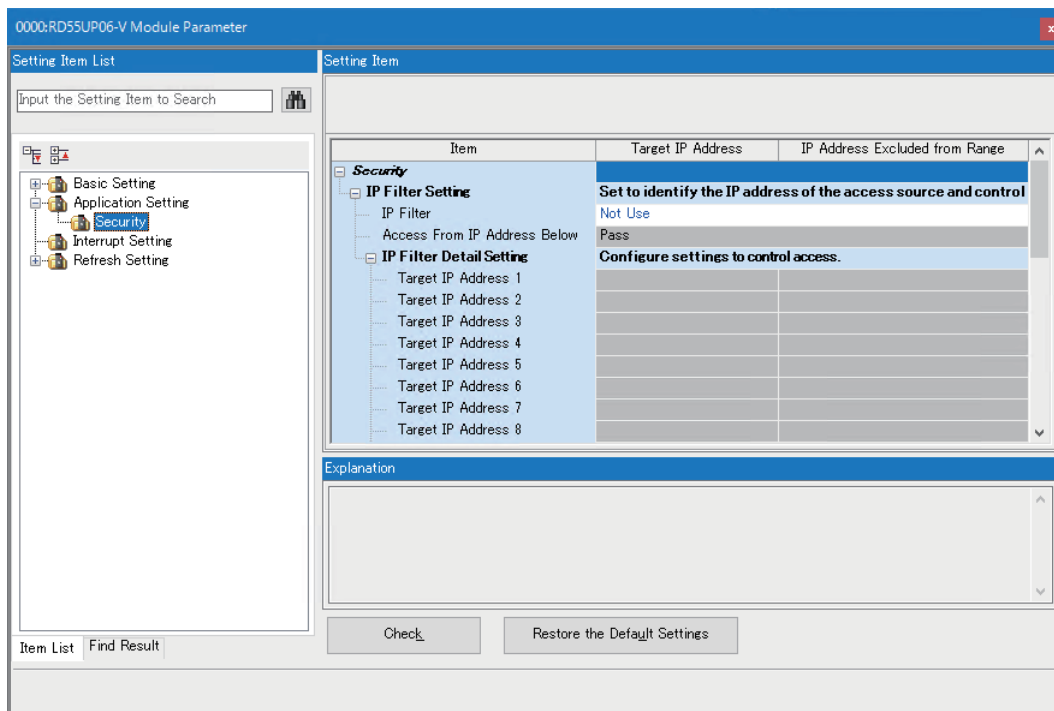 0000:RD55UP06-V Module Parameter
x
Setting Item List
Input the Setting Item to Search
Basic Setting
Application Setting
Security
Interrupt Setting
Refresh Setting
Item List
Find Result
Setting Item
Item Target IP Address IP Address Excluded from Range
Security
IP Filter Setting Set to identify the IP address of the access source and control
IP Filter Not Use
Access From IP Address Below Pass
IP Filter Detail Setting Configure settings to control access.
Target IP Address 1
Target IP Address 2
Target IP Address 3
Target IP Address 4
Target IP Address 5
Target IP Address 6
Target IP Address 7
Target IP Address 8
Explanation
Check
Restore the Default Settings